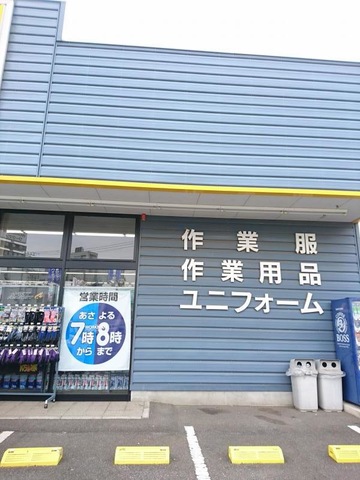 作業服
作業用品
ユニフォーム
営業時間
あさ よる
7時 8時
から まで
BOSS